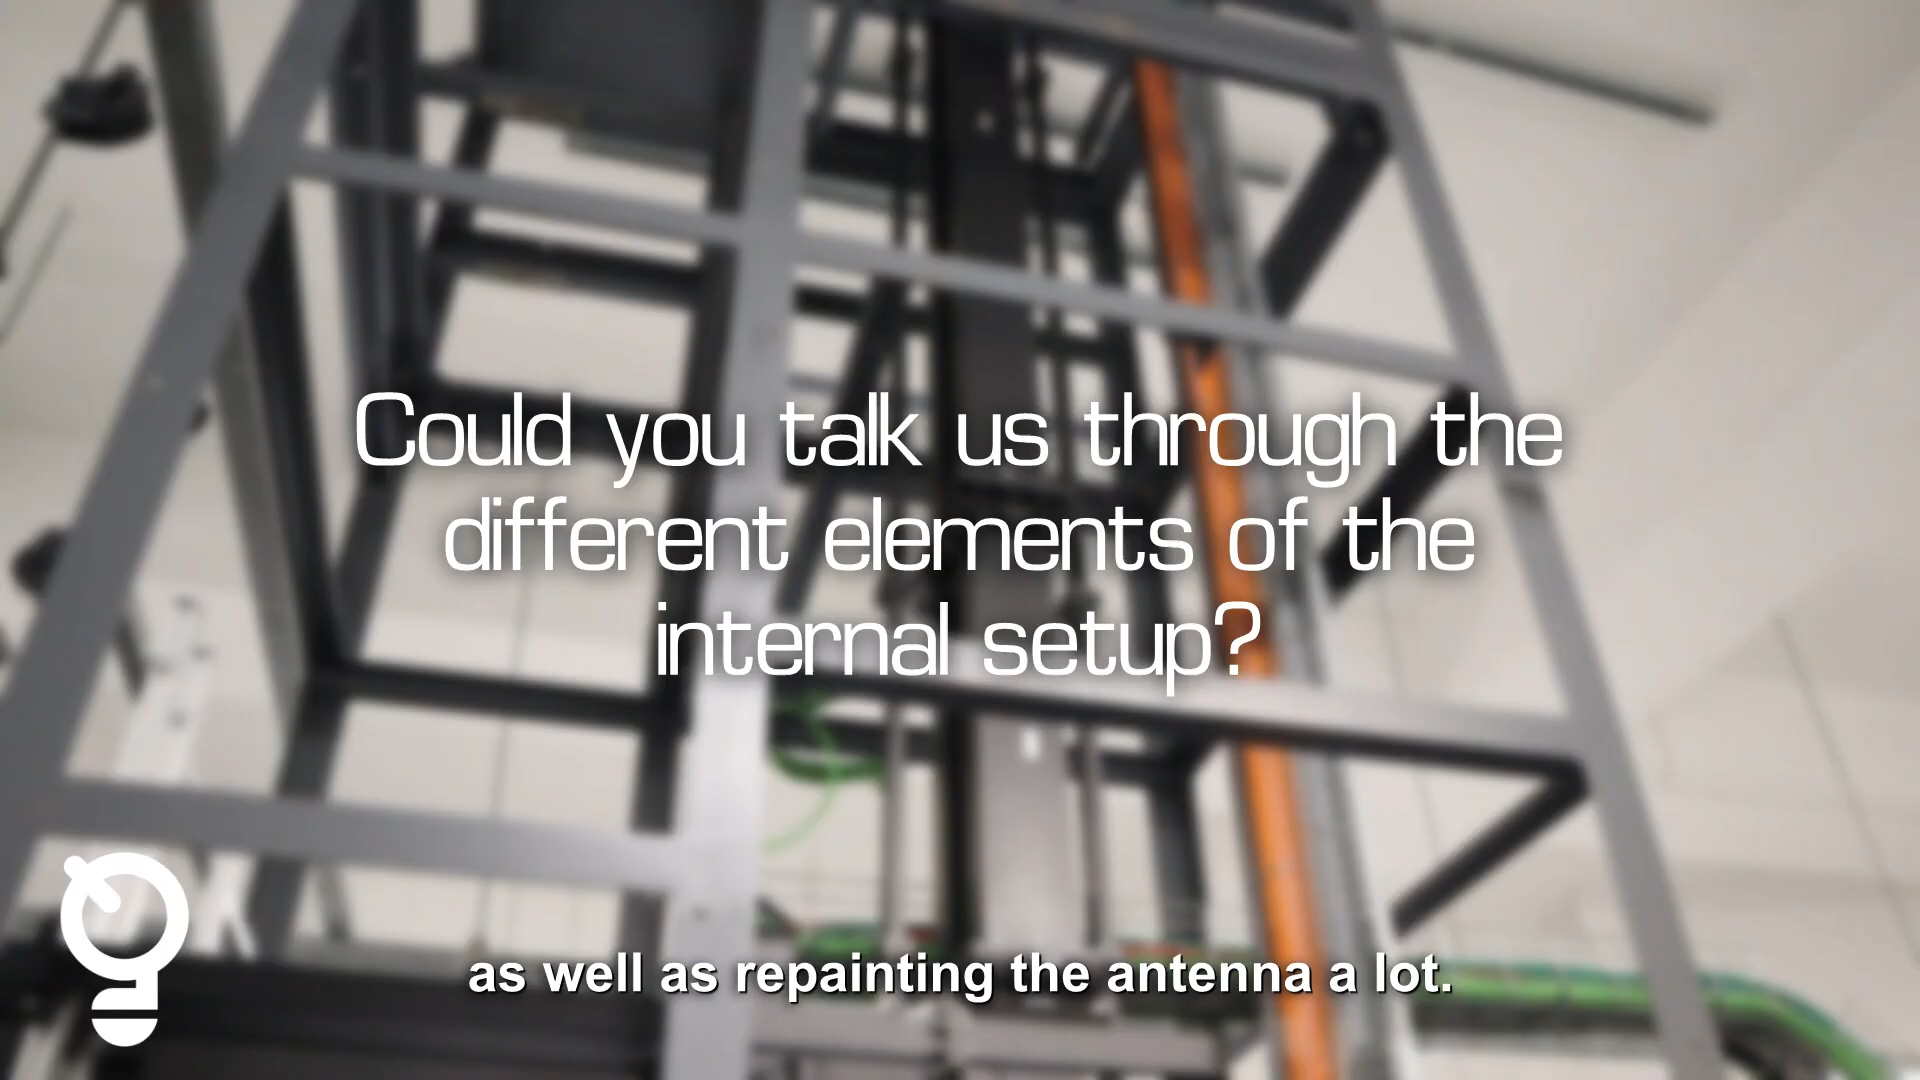 Could you talk us through the
different elements of the
internal setup?
as well as repainting the antenna a lot.